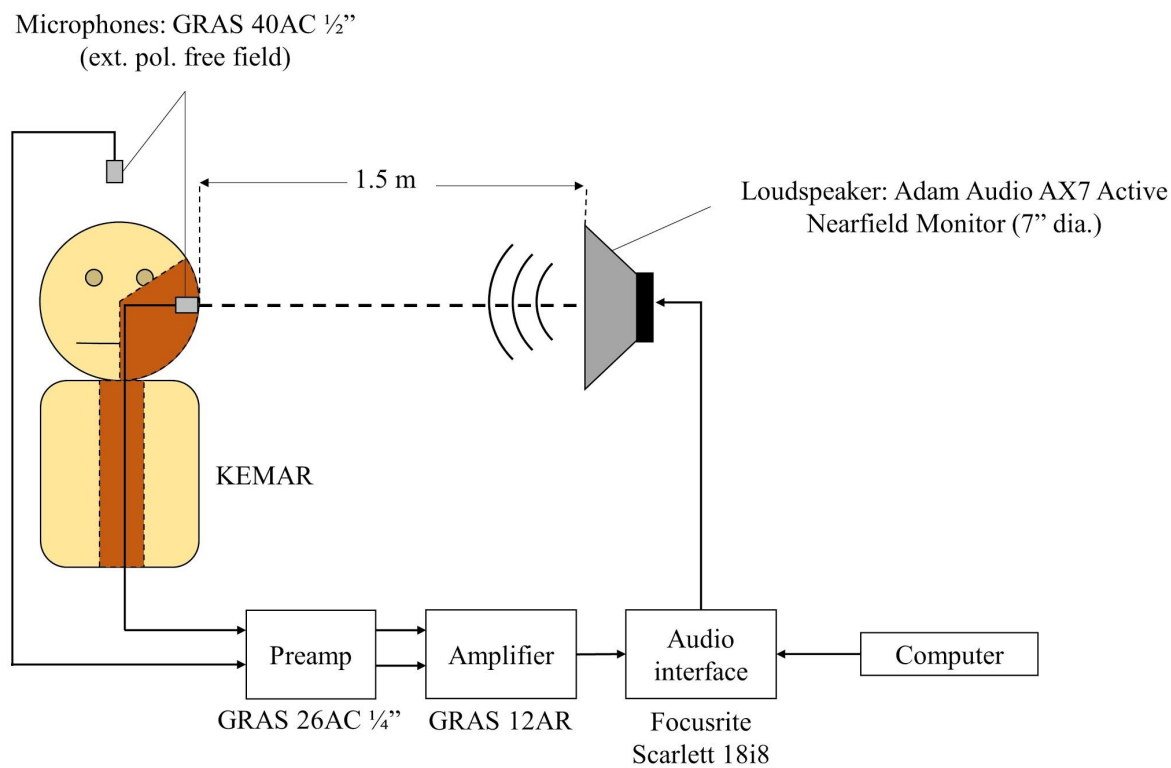 Microphones: GRAS 40AC ½”
(ext. pol. free field)
1.5 m
Loudspeaker: Adam Audio AX7 Active
Nearfield Monitor (7” dia.)
KEMAR
Preamp
Amplifier
Audio
interface
Computer
GRAS 26AC ¼”
GRAS 12AR
Focusrite
Scarlett 18i8